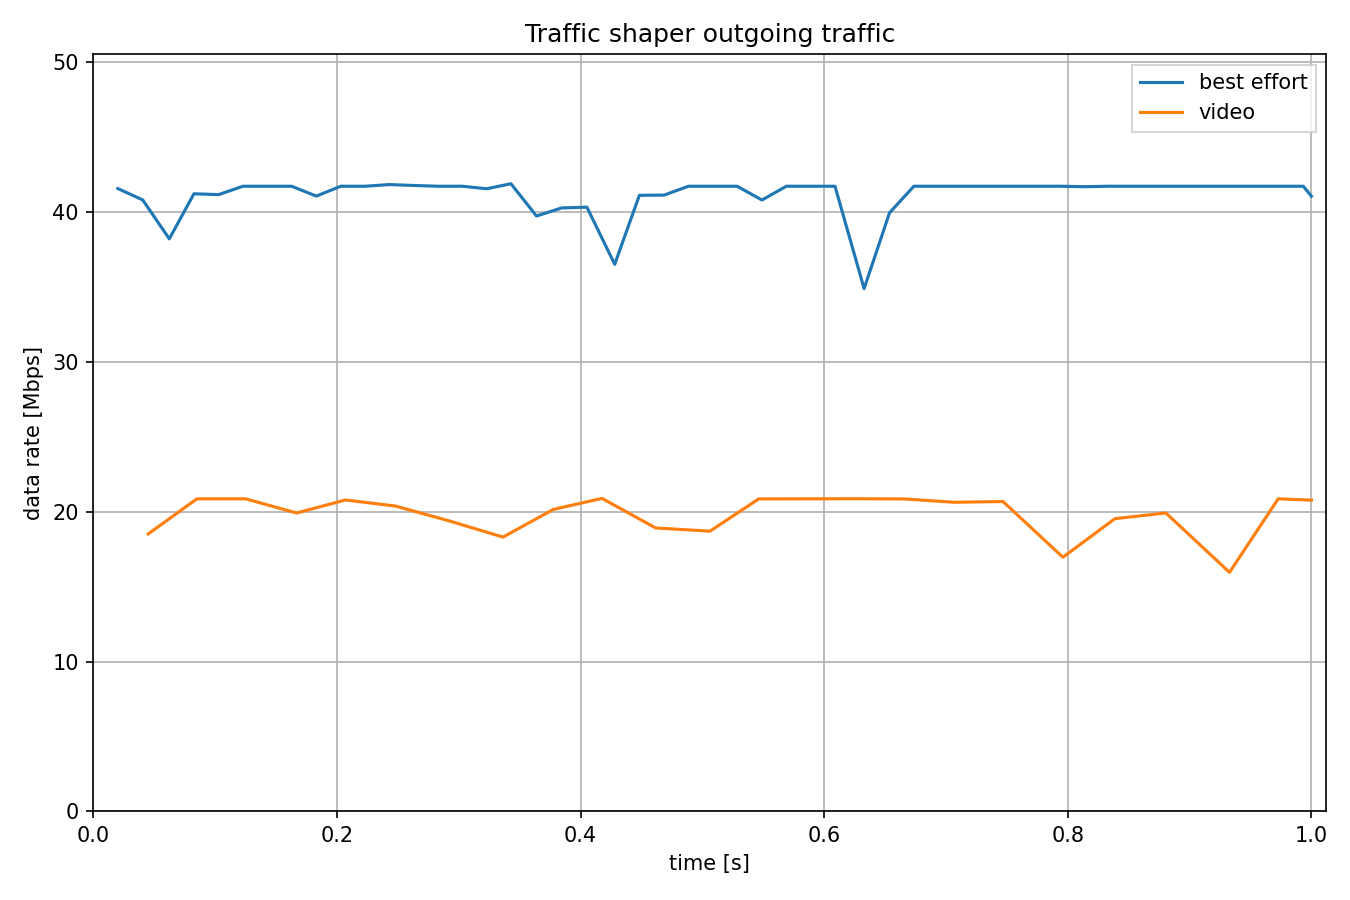 Traffic shaper outgoing traffic
best effort
video
data rate [Mbps]
50
40
30
20
10
0
0.0 0.2 0.4 0.6 0.8 1.0
time [s]